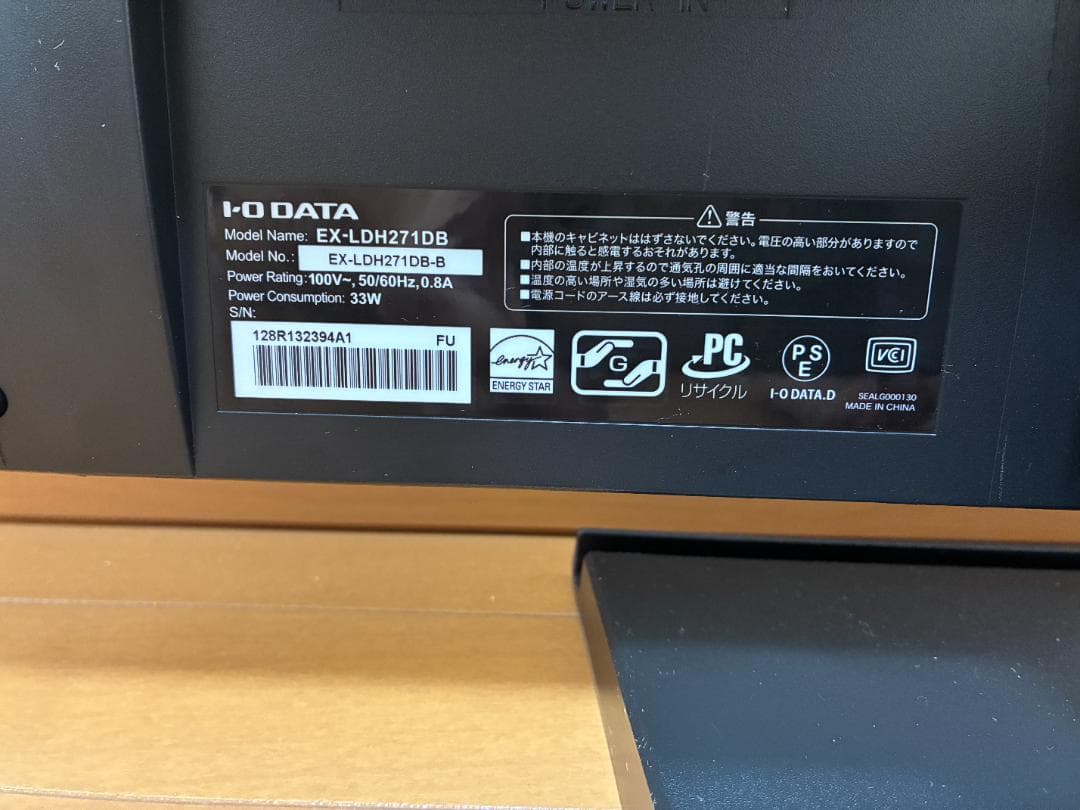 POWER IN
I-O DATA
Model Name: EX-LDH271DB
Model No.: EX-LDH271DB-B
Power Rating: 100V~, 50/60Hz, 0.8A
Power Consumption: 33W
S/N:
128R132394A1 FU
警告
■本機のキャビネットははずさないでください。電圧の高い部分がありますので
内部に触ると感電するおそれがあります。
■内部の温度が上昇するので通気孔の周囲に適当な間隔をおいてください。
■温度の高い場所や湿気の多い場所は避けてください。
■電源コードのアース線は必ず接地してください。
energy
ENERGY STAR
G
PC
リサイクル
PSE
I-O DATA.D
VCI
SEALG000130
MADE IN CHINA